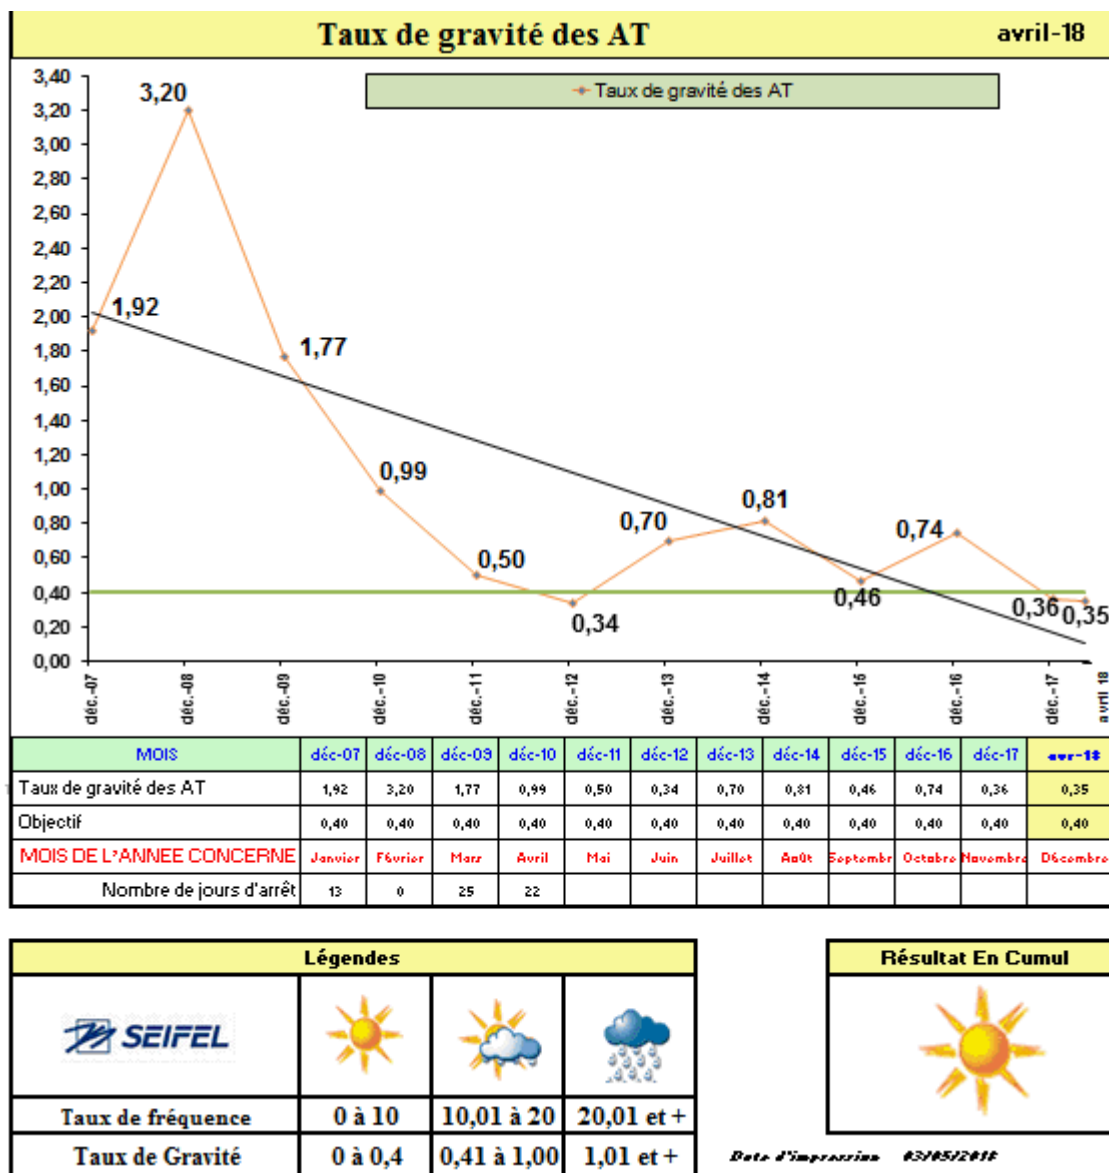 Taux de gravité des AT avril-18
Taux de gravité des AT
3,40
3,20
3,00
2,80
2,60
2,40
2,20
2,00
1,80
1,60
1,40
1,20
1,00
0,80
0,60
0,40
0,20
0,00
1,92
3,20
1,77
0,99
0,50
0,34
0,70
0,81
0,46
0,74
0,36
0,35
déc.-07 déc.-08 déc.-09 déc.-10 déc.-11 déc.-12 déc.-13 déc.-14 déc.-15 déc.-16 déc.-17 avril 18
MOIS déc-07 déc-08 déc-09 déc-10 déc-11 déc-12 déc-13 déc-14 déc-15 déc-16 déc-17 avr-18
Taux de gravité des AT 1,92 3,20 1,77 0,99 0,50 0,34 0,70 0,81 0,46 0,74 0,36 0,35
Objectif 0,40 0,40 0,40 0,40 0,40 0,40 0,40 0,40 0,40 0,40 0,40 0,40
MOIS DE L'ANNEE CONCERNE Janvier Février Mars Avril Mai Juin Juillet Août Septembr Octobre Novembre Décembre
Nombre de jours d'arrêt 13 0 25 22
Légendes
Résultat En Cumul
SEIFEL
Taux de fréquence 0 à 10 10,01 à 20 20,01 et +
Taux de Gravité 0 à 0,4 0,41 à 1,00 1,01 et +
Date d'impression 03/05/2018